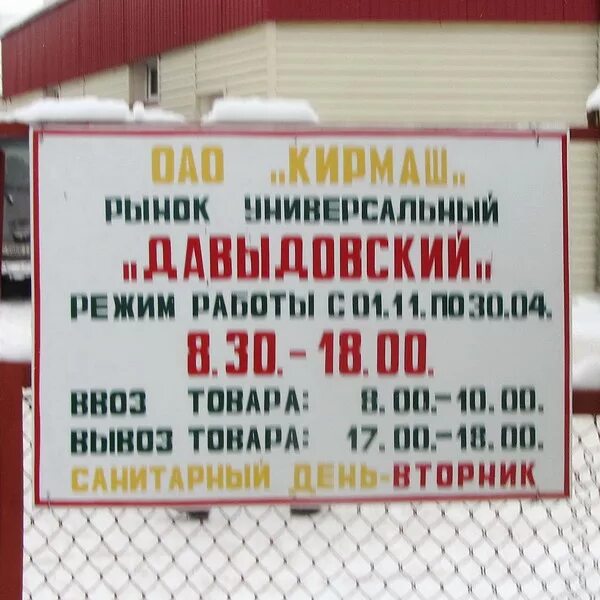 ОАО „КИРМАШ„
РЫНОК УНИВЕРСАЛЬНЫЙ
„ДАВЫДОВСКИЙ„
РЕЖИМ РАБОТЫ С 01.11. ПО 30.04.
8.30.-18.00.
ВВОЗ ТОВАРА: 8.00.-10.00.
ВЫВОЗ ТОВАРА: 17.00.-18.00.
САНИТАРНЫЙ ДЕНЬ-ВТОРНИК